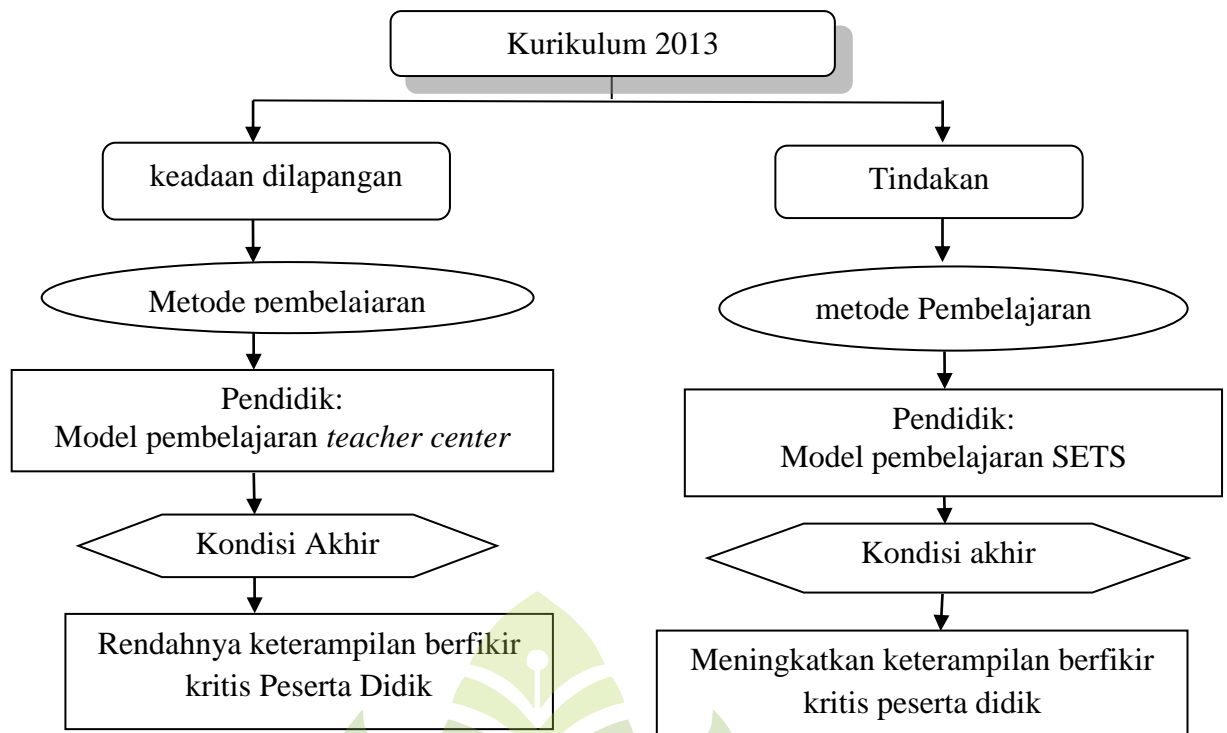 Kurikulum 2013
keadaan dilapangan
Metode pembelajaran
Pendidik:
Model pembelajaran teacher center
Kondisi Akhir
Rendahnya keterampilan berfikir
kritis Peserta Didik
Tindakan
metode Pembelajaran
Pendidik:
Model pembelajaran SETS
Kondisi akhir
Meningkatkan keterampilan berfikir
kritis peserta didik